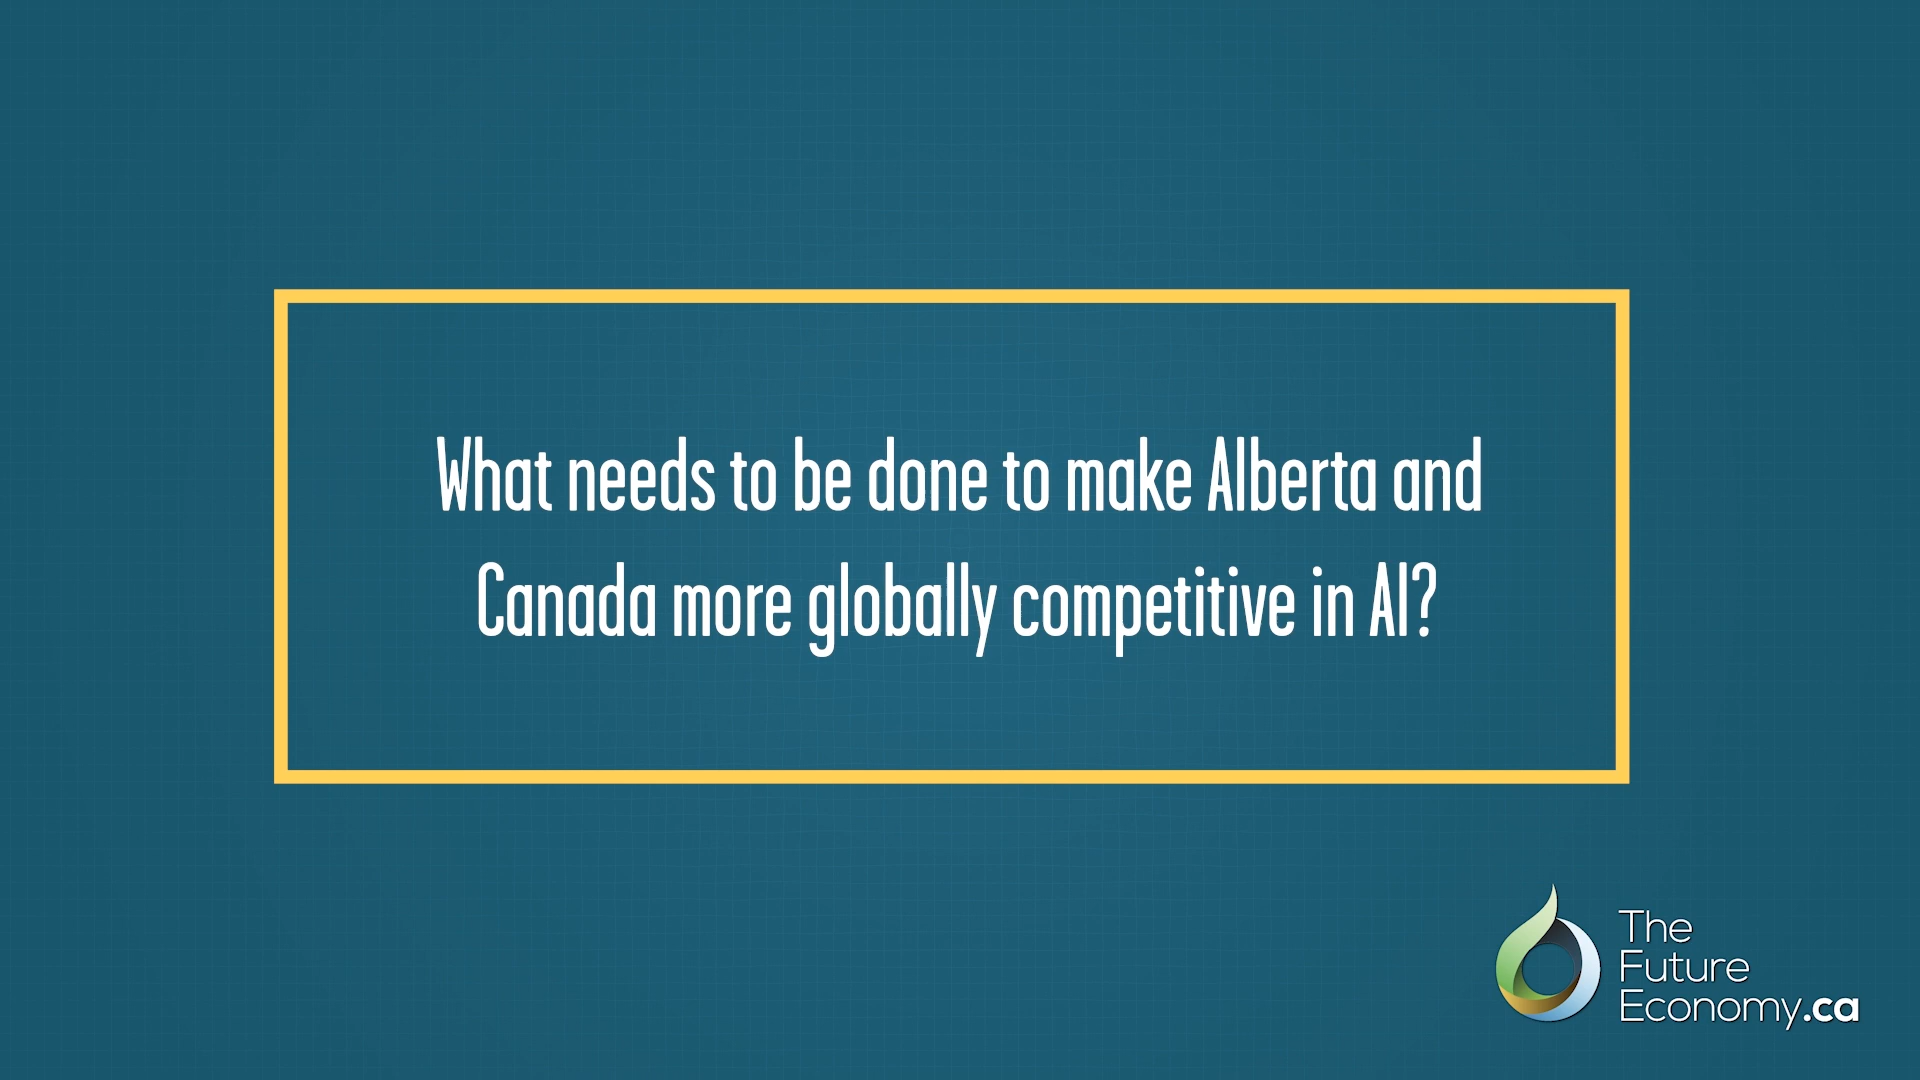 What needs to be done to make Alberta and
Canada more globally competitive in AI?
The
Future
Economy.ca